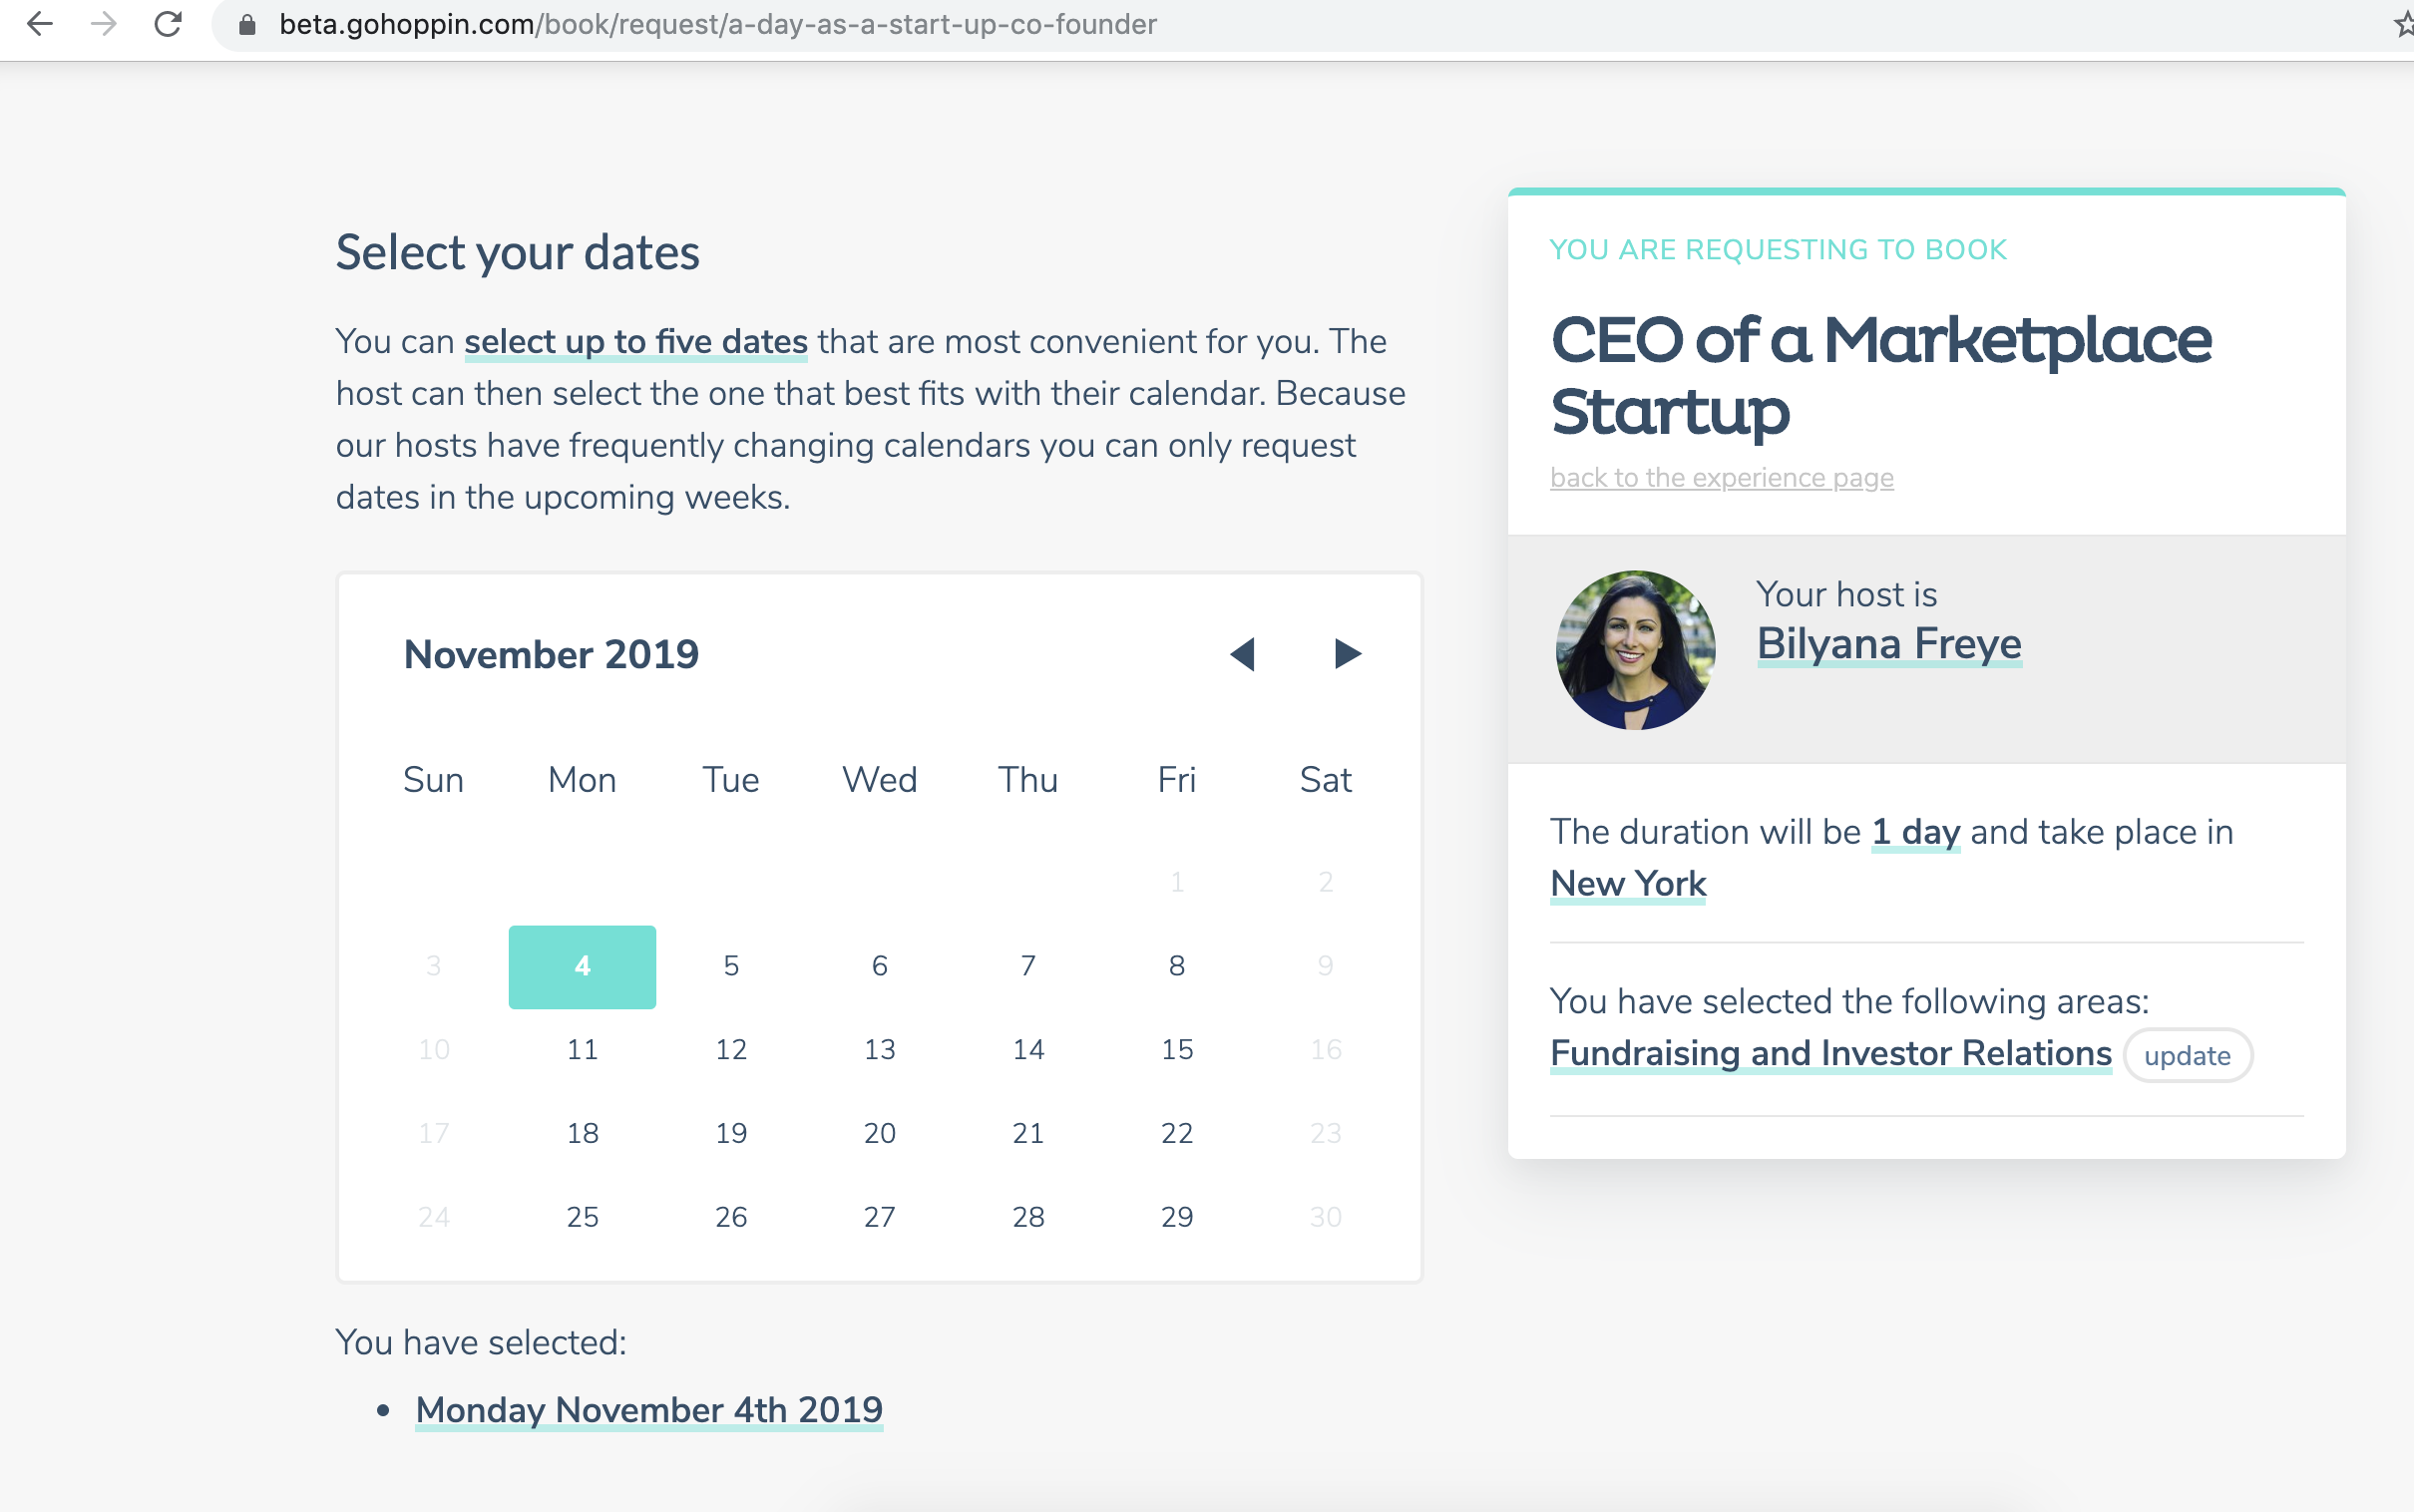 beta.gohoppin.com/book/request/a-day-as-a-start-up-co-founder
Select your dates
You can select up to five dates that are most convenient for you. The
host can then select the one that best fits with their calendar. Because
our hosts have frequently changing calendars you can only request
dates in the upcoming weeks.
November 2019
Sun Mon Tue Wed Thu Fri Sat
1 2
3 4 5 6 7 8 9
10 11 12 13 14 15 16
17 18 19 20 21 22 23
24 25 26 27 28 29 30
You have selected:
• Monday November 4th 2019
YOU ARE REQUESTING TO BOOK
CEO of a Marketplace
Startup
back to the experience page
Your host is
Bilyana Freye
The duration will be 1 day and take place in
New York
You have selected the following areas:
Fundraising and Investor Relations update